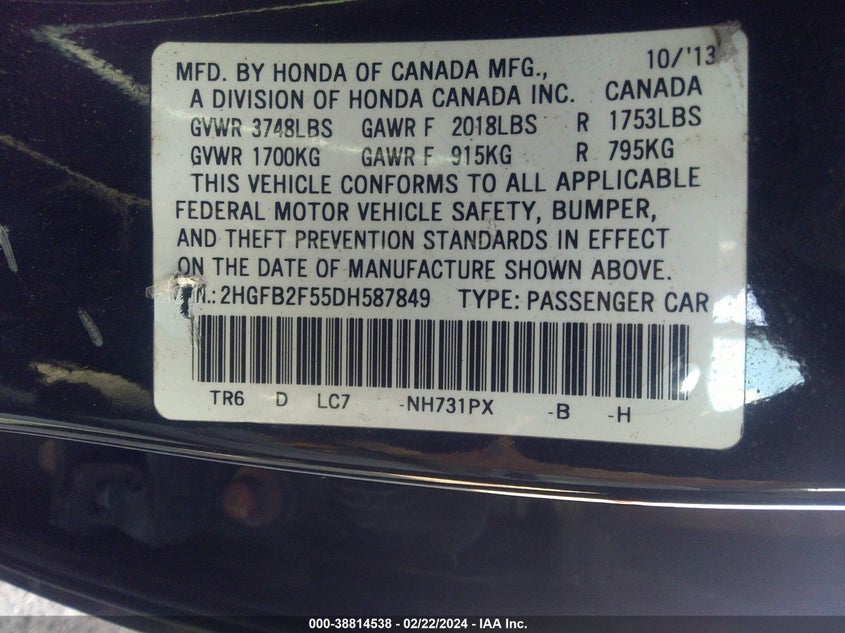 10/'13
MFD. BY HONDA OF CANADA MFG.,
A DIVISION OF HONDA CANADA INC. CANADA
GVWR 3748LBS GAWR F 2018LBS R 1753LBS
GVWR 1700KG GAWR F 915KG R 795KG
THIS VEHICLE CONFORMS TO ALL APPLICABLE
FEDERAL MOTOR VEHICLE SAFETY, BUMPER,
AND THEFT PREVENTION STANDARDS IN EFFECT
ON THE DATE OF MANUFACTURE SHOWN ABOVE.
N.: 2HGFB2F55DH587849 TYPE: PASSENGER CAR
TR6 D LC7 -NH731PX -B -H
000-38814538 - 02/22/2024 - IAA Inc.